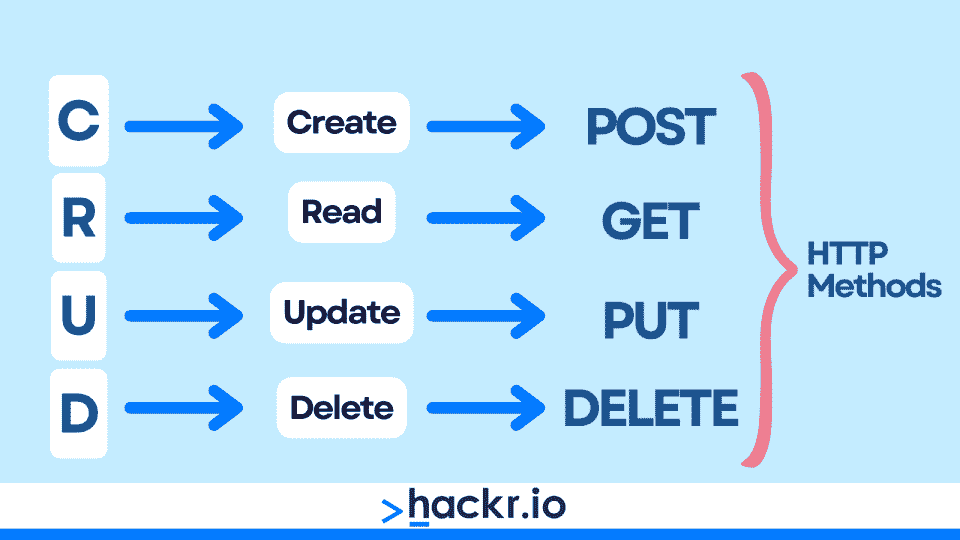 C Create POST
R Read GET
U Update PUT
D Delete DELETE
HTTP
Methods
>hackr.io